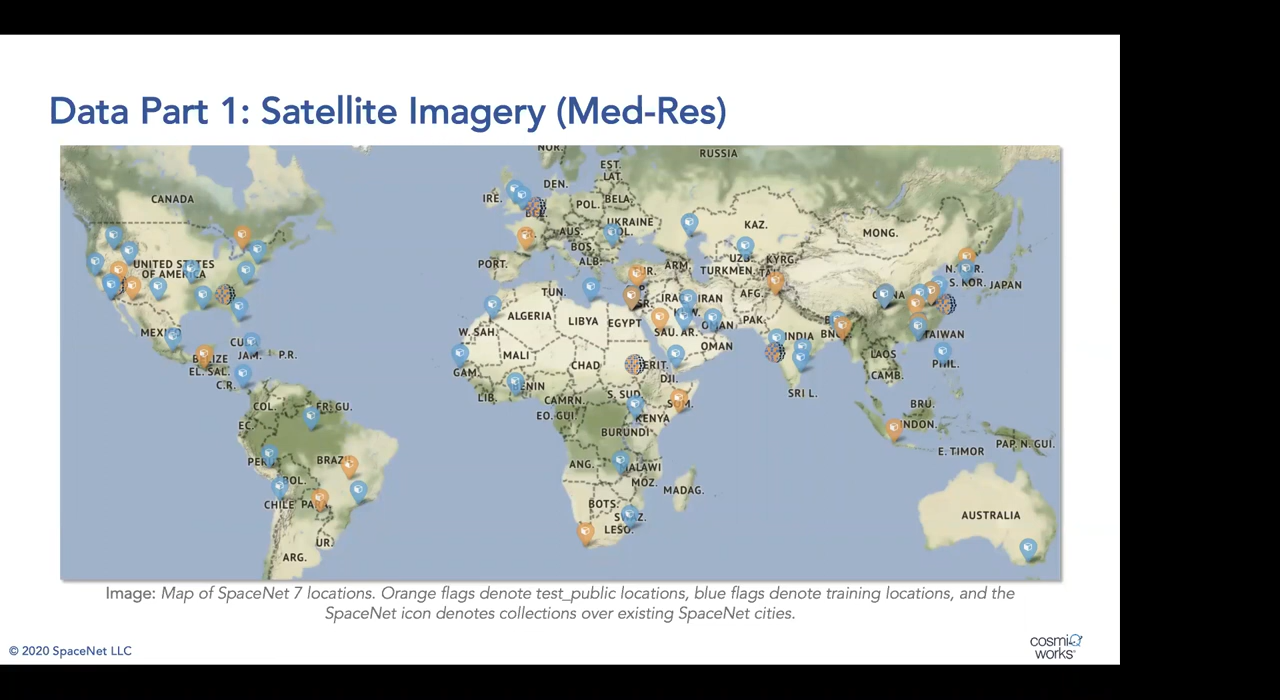 Data Part 1: Satellite Imagery (Med-Res)
NOR.
RUSSIA
EST.
LAT.
CANADA
IRE.
DEN.
BELA.
POL.
UKRAINE
KAZ.
AUS.
MONG.
BOS.
ALB.
UNITED STATES
OF AMERICA
PORT.
ARM.
UZB.
KYRG.
TURKMEN.
TUN.
AFG.
S. KOR.
JAPAN
IRAQ
IRAN
ALGERIA
LIBYA
EGYPT
PAK.
W. SAH.
SAU. AR.
MEXICO
INDIA
TAIWAN
OMAN
JAM.
P.R.
BELIZE
MALI
CHAD
ERIT.
LAOS
PHIL.
EL. SAL.
GAM.
DJI.
CAMB.
C.R.
BENIN
S. SUD.
SRI L.
LIB.
CAMRN.
COL.
FR. GU.
SOM.
BRU.
EO. GUI.
KENYA
EC.
INDON.
BURUNDI
PAP. N. GUI.
E. TIMOR
PER
BRAZIL
ANG.
MALAWI
BOL.
MOZ.
MADAG.
CHILE
PARA.
BOTS.
AUSTRALIA
LESO.
UR.
ARG.
Image: Map of SpaceNet 7 locations. Orange flags denote test_public locations, blue flags denote training locations, and the
SpaceNet icon denotes collections over existing SpaceNet cities.
© 2020 SpaceNet LLC
cosmiQ
works